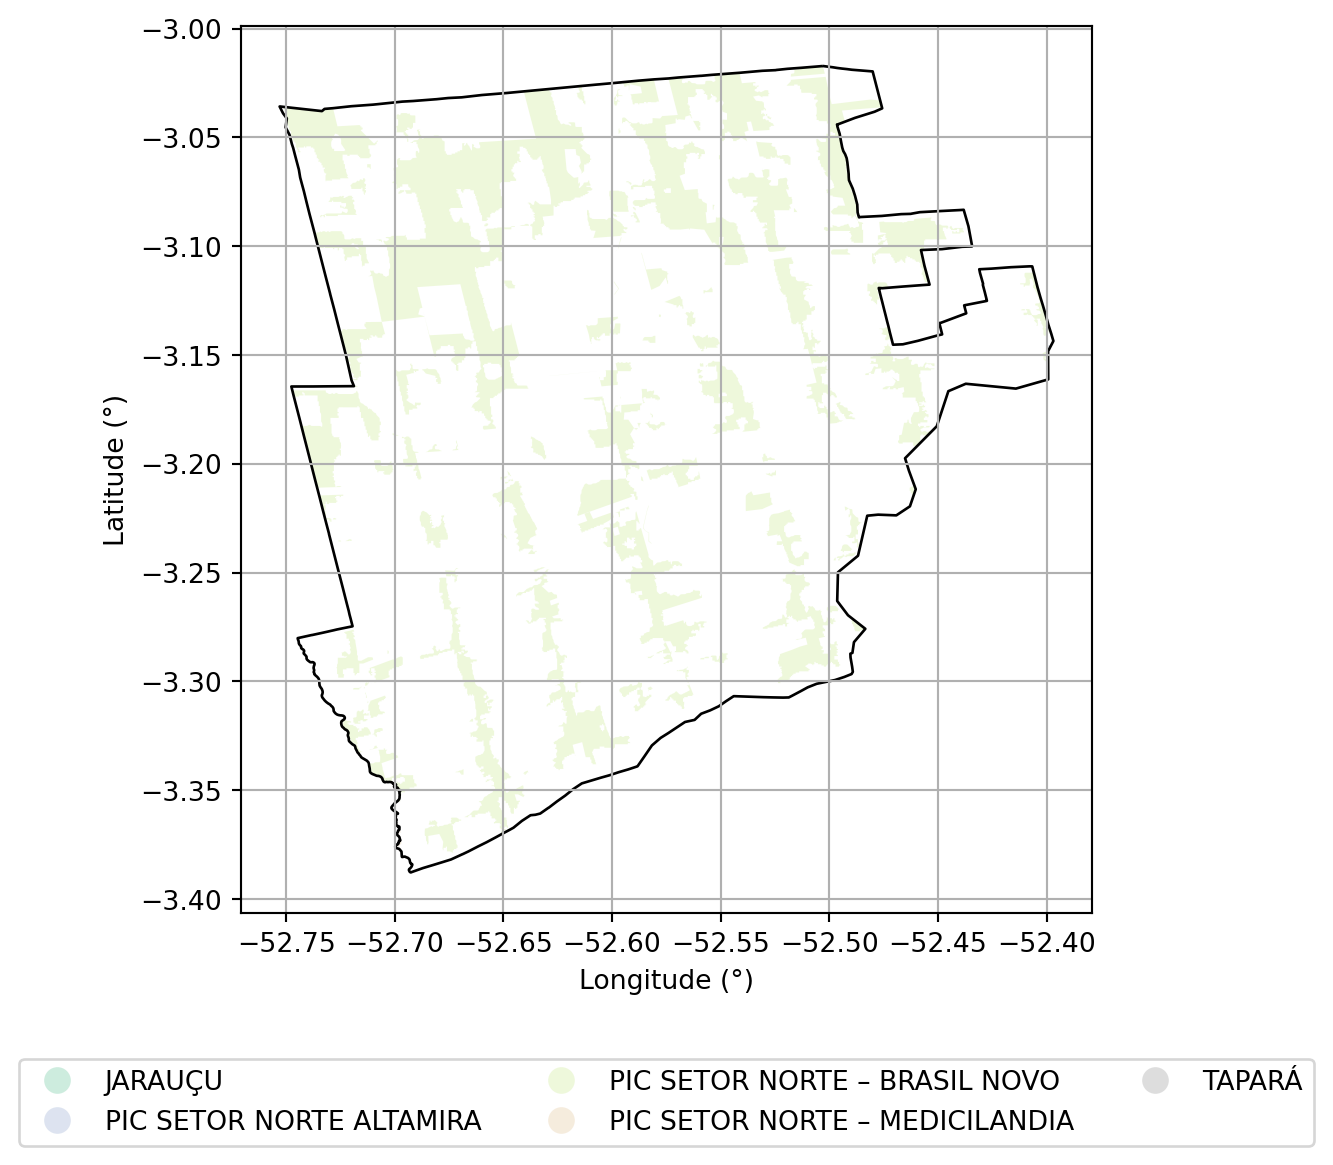 −3.00
−3.05
−3.10
−3.15
−3.20
−3.25
−3.30
−3.35
−3.40
Latitude (°)
−52.75 −52.70 −52.65 −52.60 −52.55 −52.50 −52.45 −52.40
Longitude (°)
JARAUÇU
PIC SETOR NORTE ALTAMIRA
PIC SETOR NORTE – BRASIL NOVO
PIC SETOR NORTE – MEDICILANDIA
TAPARÁ